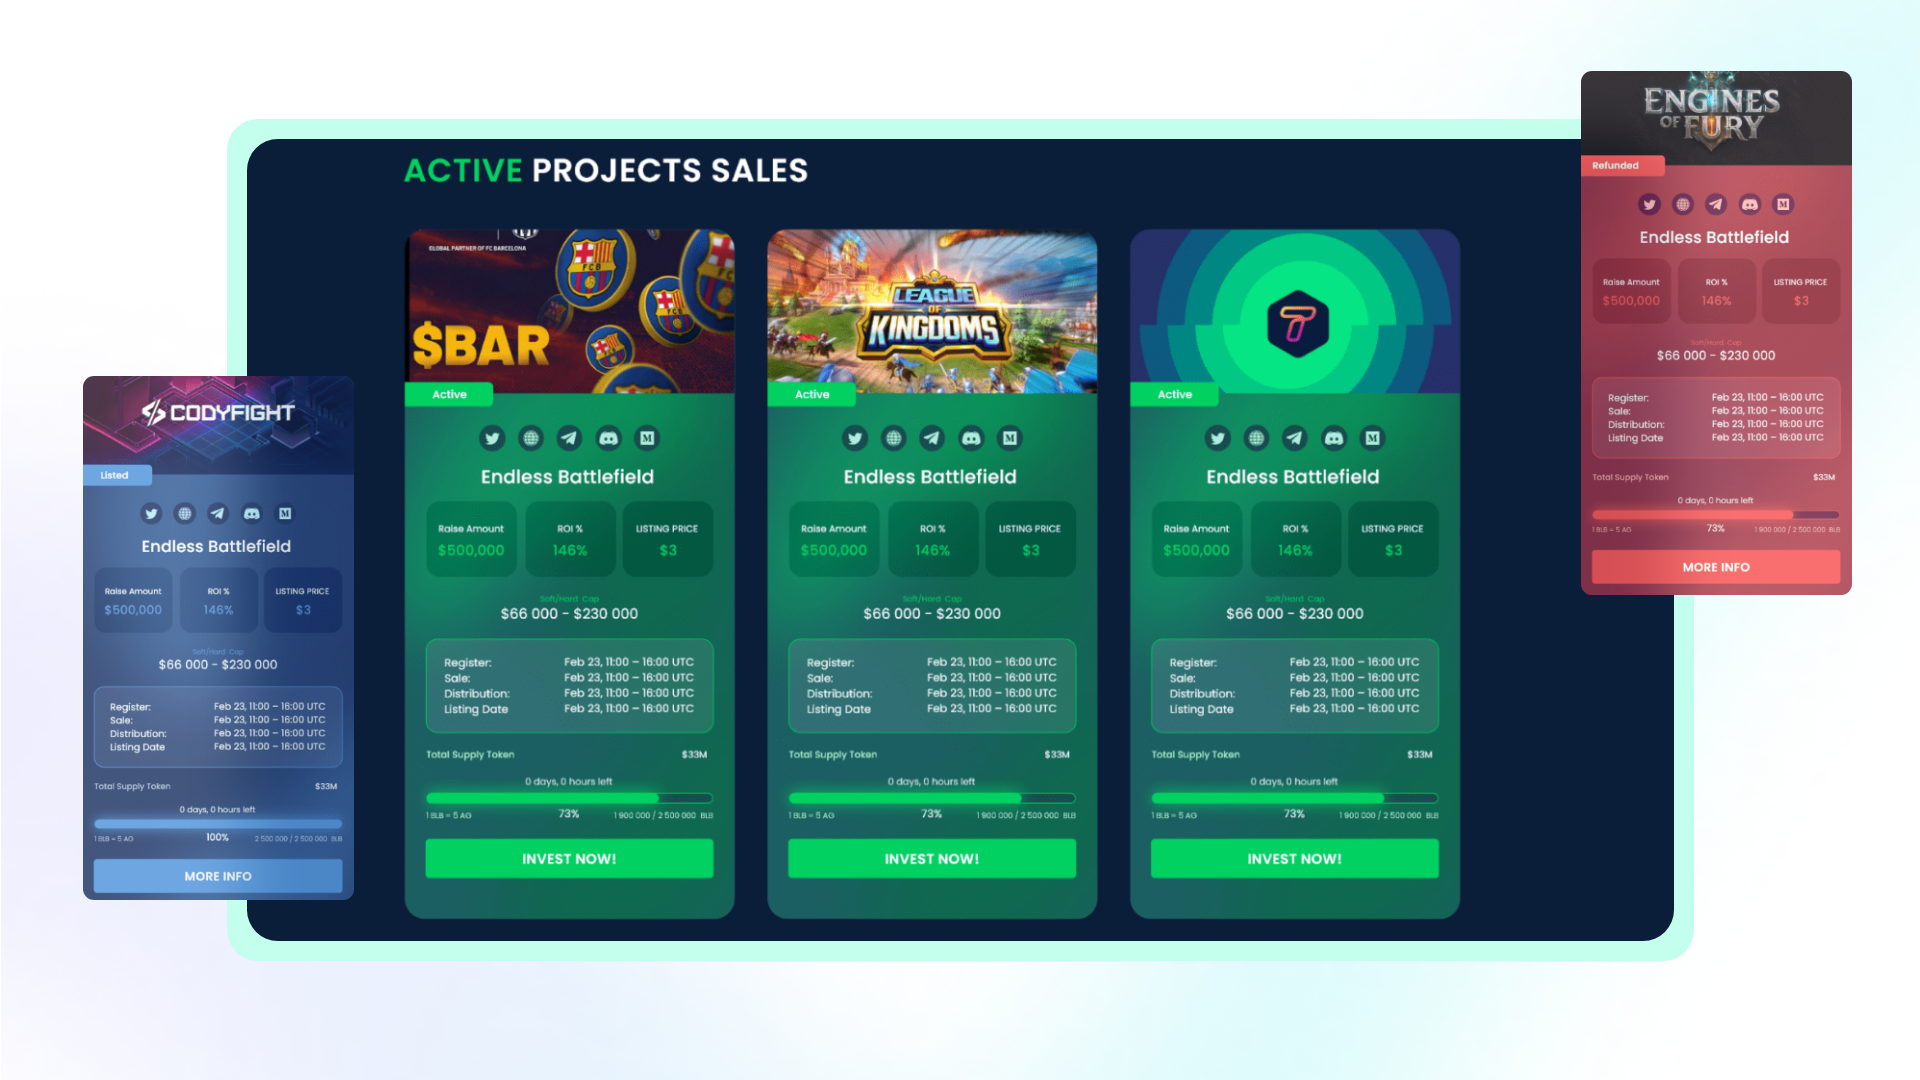 ACTIVE PROJECTS SALES
GLOBAL PARTNER OF FC BARCELONA
FCB
FCB
FCB
$BAR
Active
Endless Battlefield
Raise Amount ROI % LISTING PRICE
$500,000 146% $3
Soft/Hard Cap
$66 000 - $230 000
Register: Feb 23, 11:00 – 16:00 UTC
Sale: Feb 23, 11:00 – 16:00 UTC
Distribution: Feb 23, 11:00 – 16:00 UTC
Listing Date Feb 23, 11:00 – 16:00 UTC
Total Supply Token $33M
0 days, 0 hours left
1 BLB = 5 AG 73% 1 900 000 / 2 500 000 BLB
INVEST NOW!
LEAGUE
OF
KINGDOMS
Active
Endless Battlefield
Raise Amount ROI % LISTING PRICE
$500,000 146% $3
Soft/Hard Cap
$66 000 - $230 000
Register: Feb 23, 11:00 – 16:00 UTC
Sale: Feb 23, 11:00 – 16:00 UTC
Distribution: Feb 23, 11:00 – 16:00 UTC
Listing Date Feb 23, 11:00 – 16:00 UTC
Total Supply Token $33M
0 days, 0 hours left
1 BLB = 5 AG 73% 1 900 000 / 2 500 000 BLB
INVEST NOW!
Active
Endless Battlefield
Raise Amount ROI % LISTING PRICE
$500,000 146% $3
Soft/Hard Cap
$66 000 - $230 000
Register: Feb 23, 11:00 – 16:00 UTC
Sale: Feb 23, 11:00 – 16:00 UTC
Distribution: Feb 23, 11:00 – 16:00 UTC
Listing Date Feb 23, 11:00 – 16:00 UTC
Total Supply Token $33M
0 days, 0 hours left
1 BLB = 5 AG 73% 1 900 000 / 2 500 000 BLB
INVEST NOW!
CODYFIGHT
Listed
Endless Battlefield
Raise Amount ROI % LISTING PRICE
$500,000 146% $3
Soft/Hard Cap
$66 000 - $230 000
Register: Feb 23, 11:00 – 16:00 UTC
Sale: Feb 23, 11:00 – 16:00 UTC
Distribution: Feb 23, 11:00 – 16:00 UTC
Listing Date Feb 23, 11:00 – 16:00 UTC
Total Supply Token $33M
0 days, 0 hours left
1 BLB = 5 AG 100% 2 500 000 / 2 500 000 BLB
MORE INFO
ENGINES
OF FURY
Refunded
Endless Battlefield
Raise Amount ROI % LISTING PRICE
$500,000 146% $3
Soft/Hard Cap
$66 000 - $230 000
Register: Feb 23, 11:00 – 16:00 UTC
Sale: Feb 23, 11:00 – 16:00 UTC
Distribution: Feb 23, 11:00 – 16:00 UTC
Listing Date Feb 23, 11:00 – 16:00 UTC
Total Supply Token $33M
0 days, 0 hours left
1 BLB = 5 AG 73% 1 900 000 / 2 500 000 BLB
MORE INFO